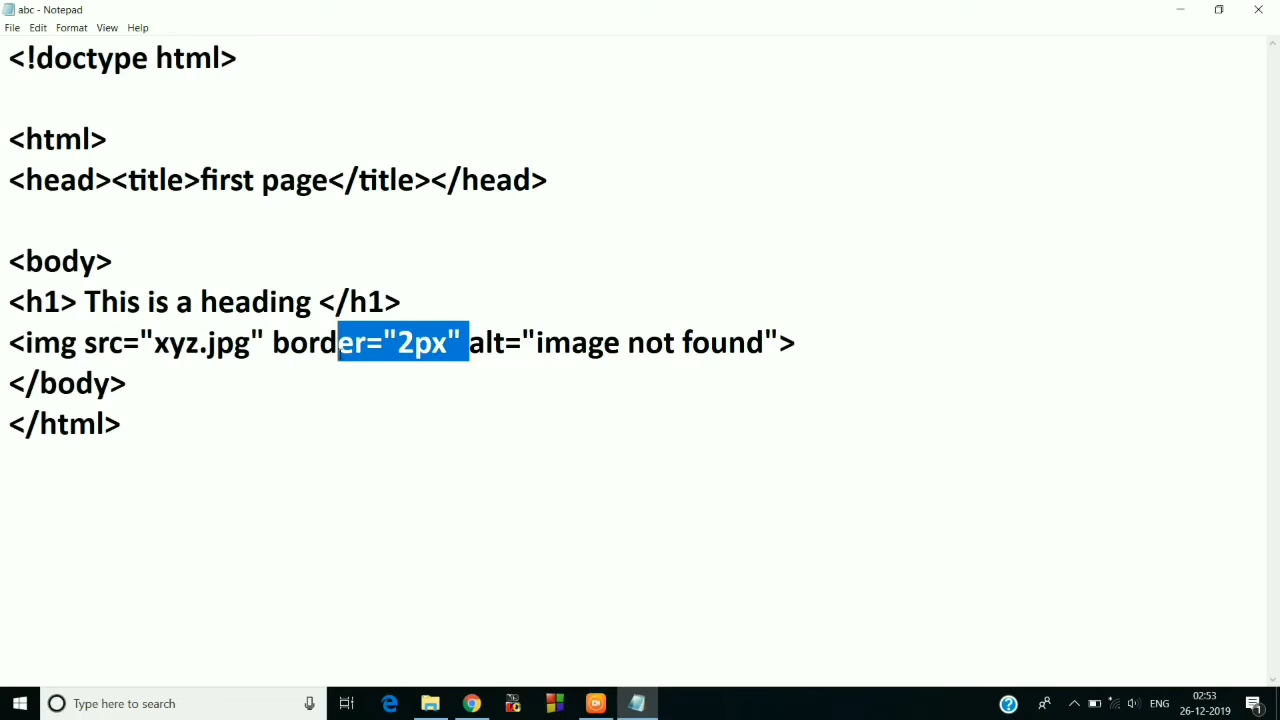 abc - Notepad
File Edit Format View Help
<!doctype html>
<html>
<head><title>first page</title></head>
<body>
<h1> This is a heading </h1>
<img src="xyz.jpg" border="2px" alt="image not found">
</body>
</html>
Type here to search
ENG
02:53
26-12-2019
1